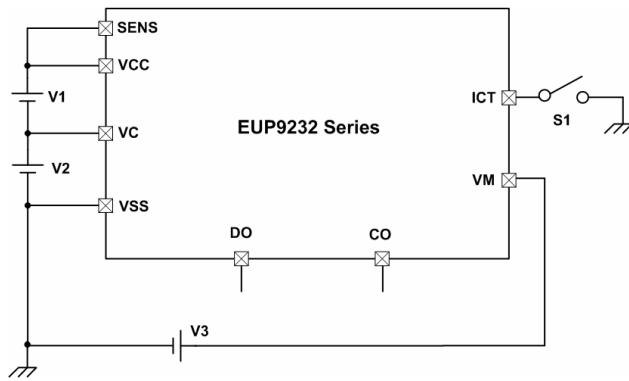 SENS
VCC
V1
ICT
S1
EUP9232 Series
VC
V2
VM
VSS
DO
CO
V3